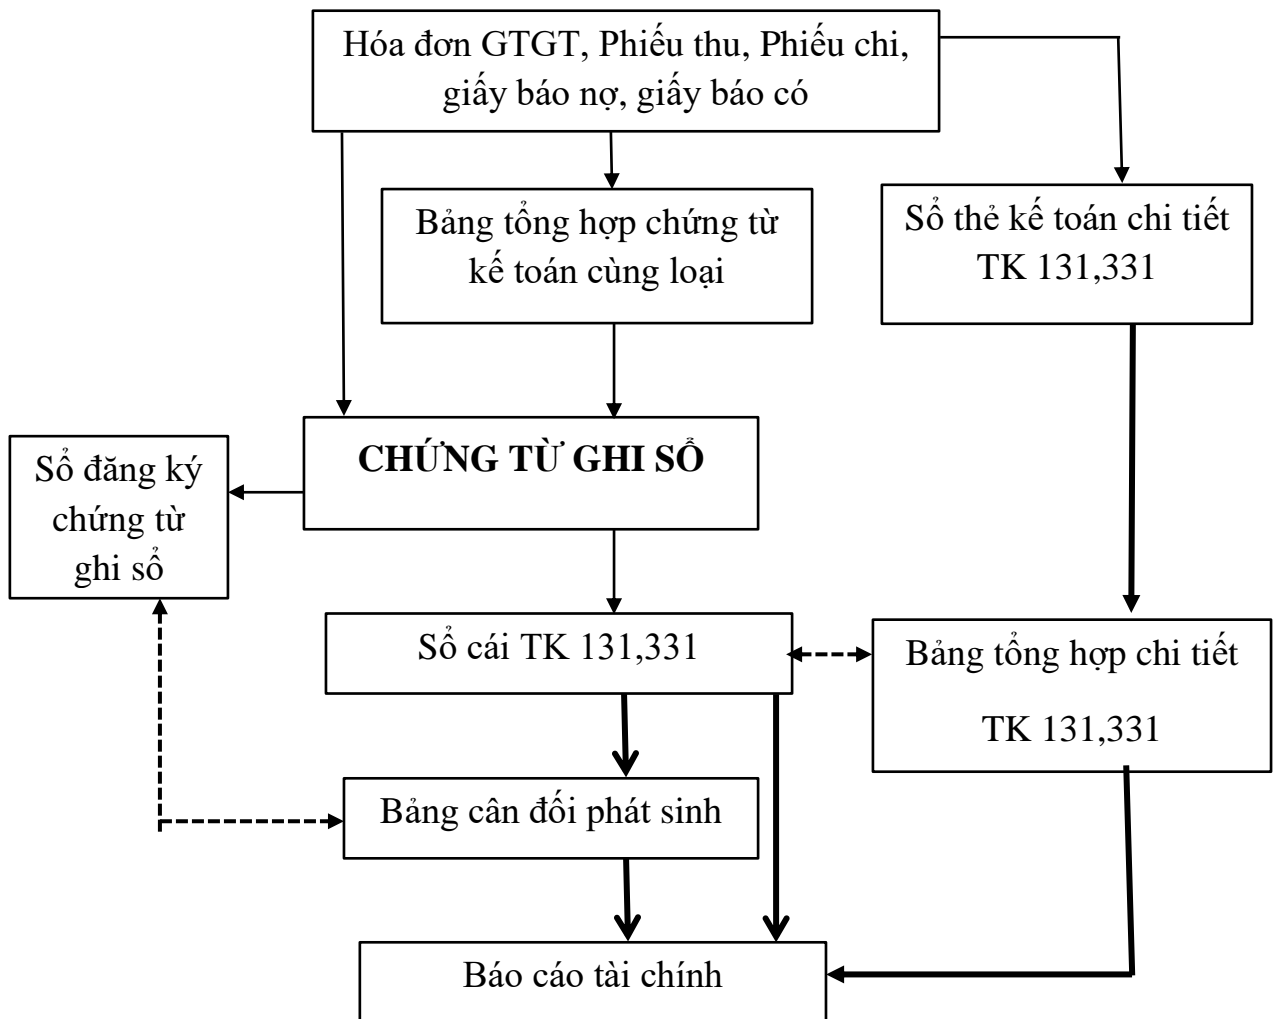 Hóa đơn GTGT, Phiếu thu, Phiếu chi,
giấy báo nợ, giấy báo có
Bảng tổng hợp chứng từ
kế toán cùng loại
Sổ thẻ kế toán chi tiết
TK 131,331
CHỨNG TỪ GHI SỔ
Sổ đăng ký
chứng từ
ghi sổ
Sổ cái TK 131,331
Bảng tổng hợp chi tiết
TK 131,331
Bảng cân đối phát sinh
Báo cáo tài chính